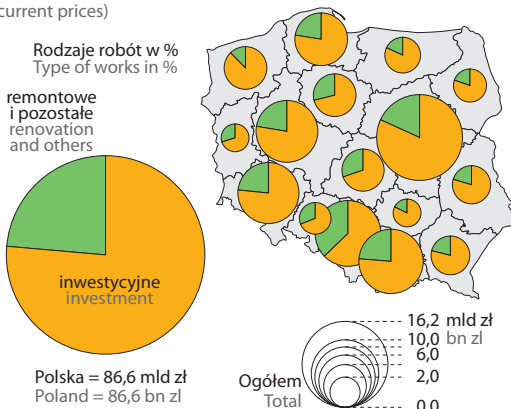 current prices)
Rodzaje robót w %
Type of works in %
remontowe
i pozostałe
renovation
and others
inwestycyjne
investment
Polska = 86,6 mld zł
Poland = 86,6 bn zl
Ogółem
Total
16,2 mld zł
10,0 bn zl
6,0
2,0
0,0